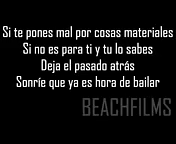 Si te pones mal por cosas materiales
Si no es para ti y tu lo sabes
Deja el pasado atrás
Sonríe que ya es hora de bailar
BEACHFILMS